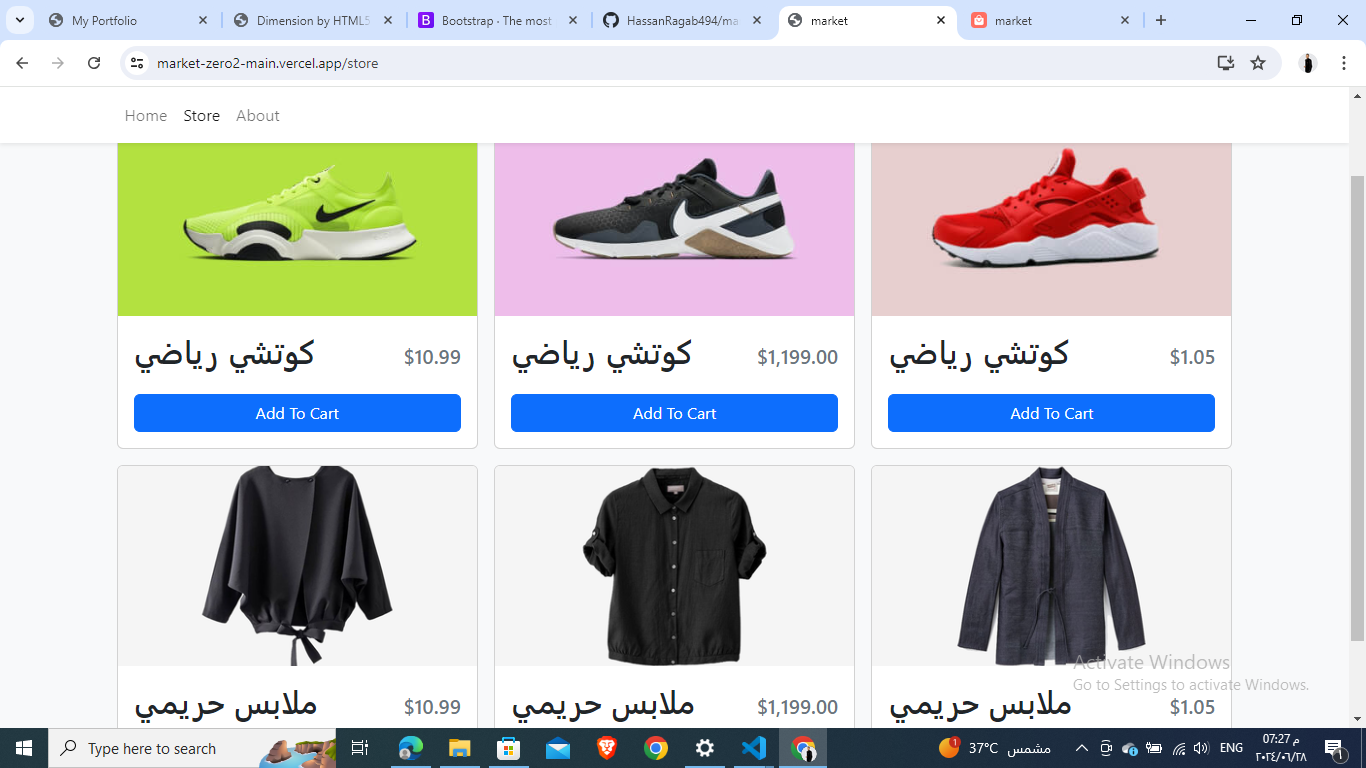 My Portfolio
Dimension by HTML5
Bootstrap · The most
HassanRagab494/ma
market
market
market-zero2-main.vercel.app/store
Home Store About
كوتشي رياضي $10.99
كوتشي رياضي $1,199.00
كوتشي رياضي $1.05
Add To Cart
Add To Cart
Add To Cart
ملابس حريمي $10.99
ملابس حريمي $1,199.00
ملابس حريمي $1.05
Activate Windows
Go to Settings to activate Windows.
Type here to search
1
37°C مشمس
ENG
07:27 م
٢٠٢٤/٠٦/٢٨
1